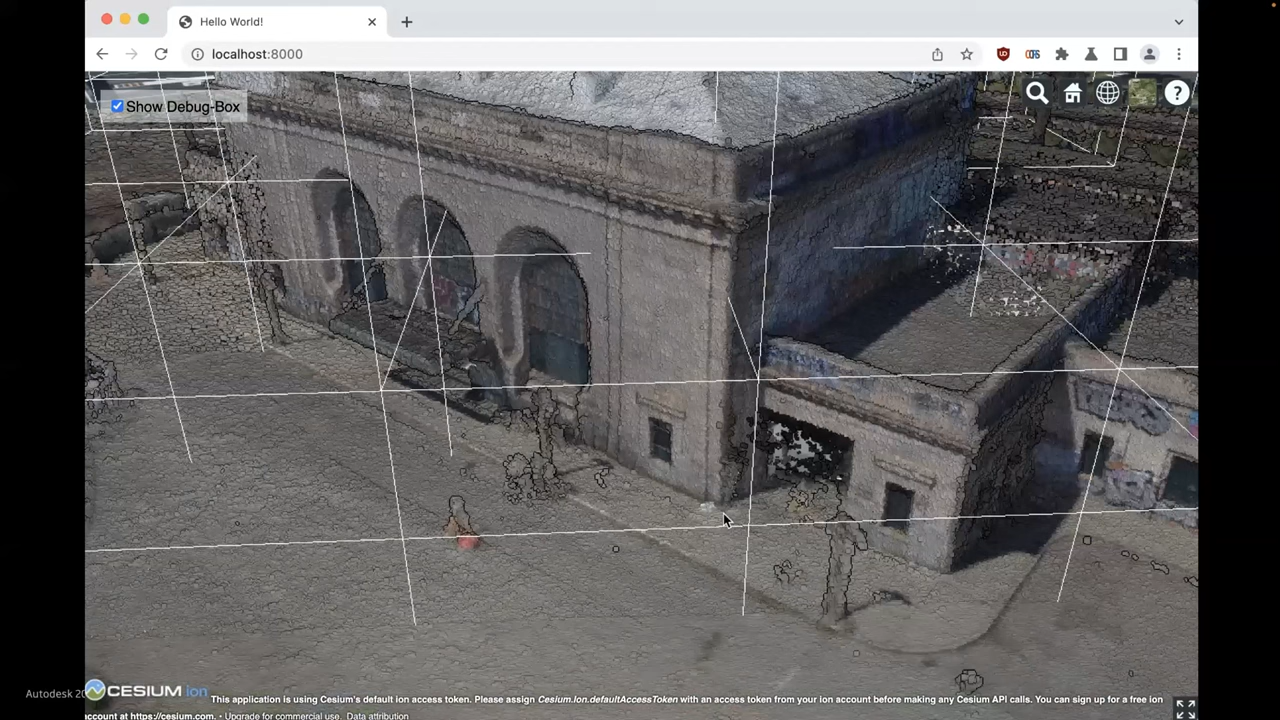 Hello World!
localhost:8000
Show Debug-Box
?
CESIUM ion
This application is using Cesium's default ion access token. Please assign Cesium.Ion.defaultAccessToken with an access token from your ion account before making any Cesium API calls. You can sign up for a free ion
account at https://cesium.com. • Upgrade for commercial use. Data attribution
Autodesk 20